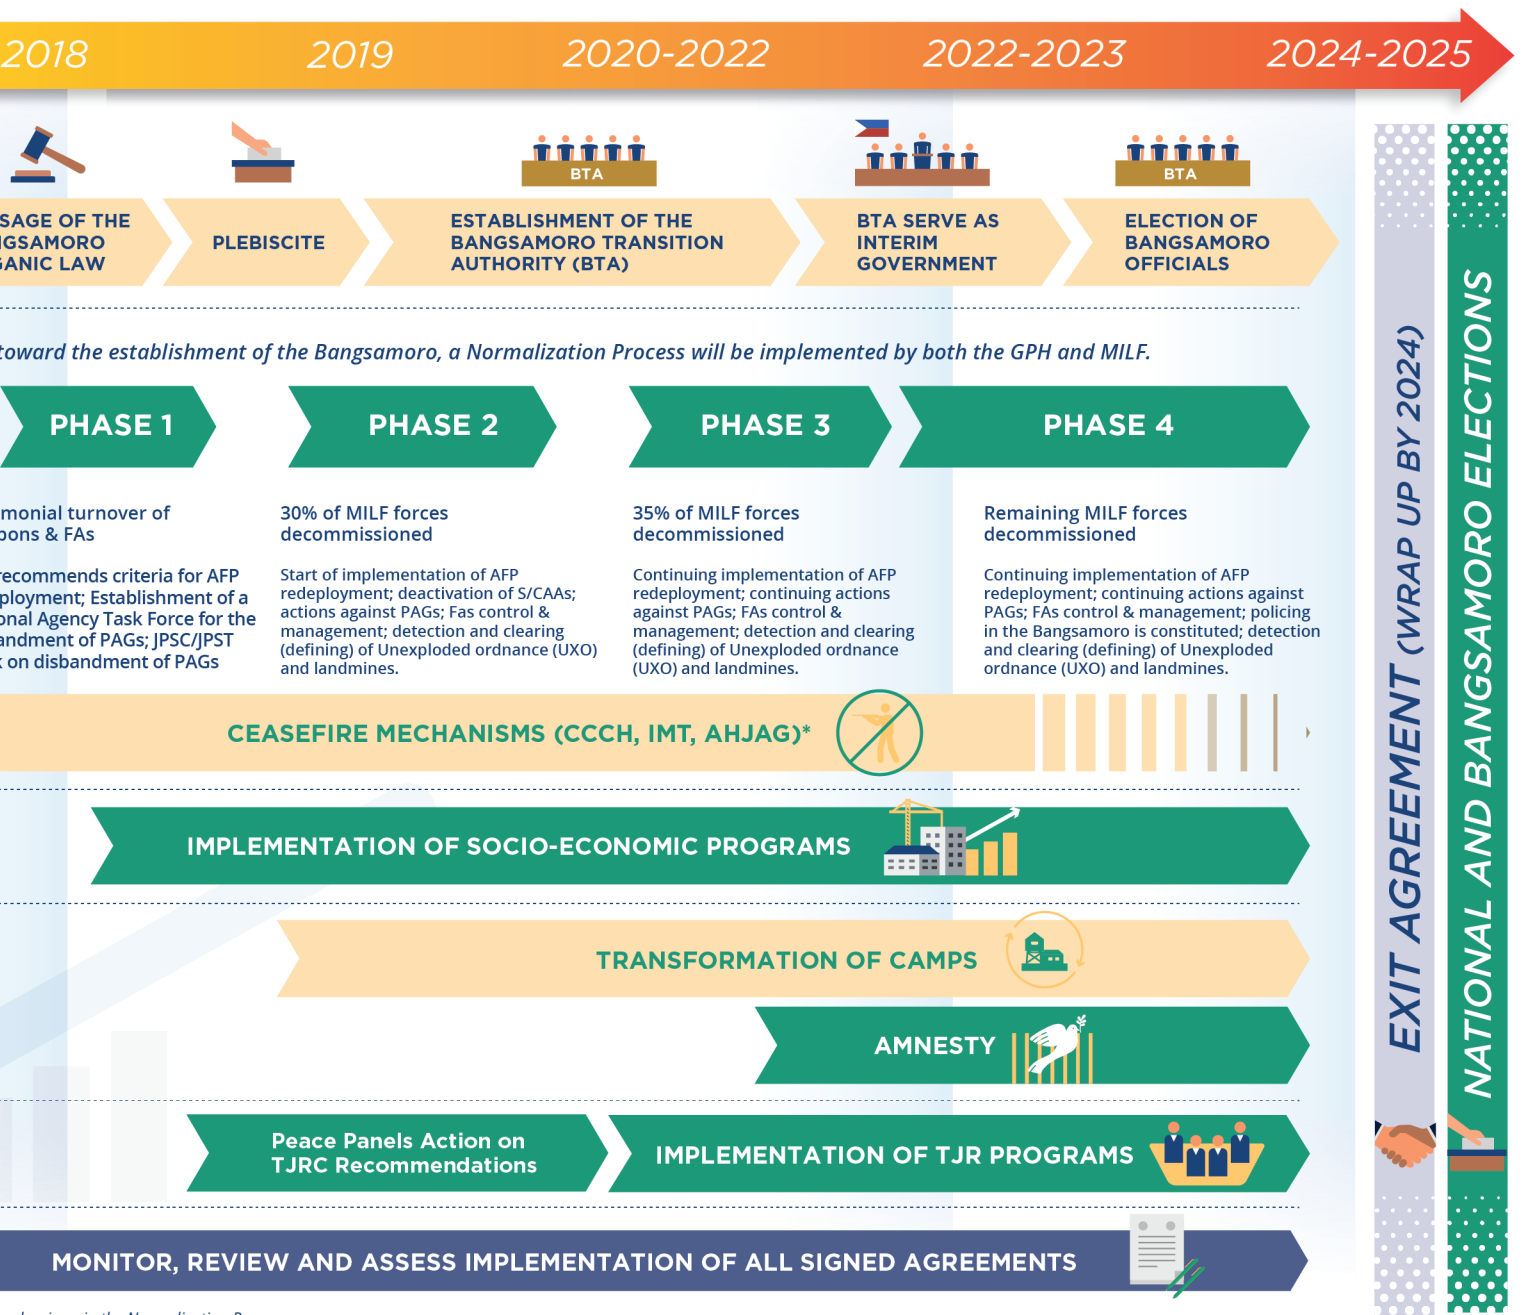 2018 2019 2020-2022 2022-2023 2024-2025
BTA
BTA
SAGE OF THE
NGSAMORO
GANIC LAW
PLEBISCITE
ESTABLISHMENT OF THE
BANGSAMORO TRANSITION
AUTHORITY (BTA)
BTA SERVE AS
INTERIM
GOVERNMENT
ELECTION OF
BANGSAMORO
OFFICIALS
toward the establishment of the Bangsamoro, a Normalization Process will be implemented by both the GPH and MILF.
PHASE 1
PHASE 2
PHASE 3
PHASE 4
monial turnover of
pons & FAs
recommends criteria for AFP
ployment; Establishment of a
onal Agency Task Force for the
andment of PAGs; JPSC/JPST
k on disbandment of PAGs
30% of MILF forces
decommissioned
Start of implementation of AFP
redeployment; deactivation of S/CAAs;
actions against PAGs; Fas control &
management; detection and clearing
(defining) of Unexploded ordnance (UXO)
and landmines.
35% of MILF forces
decommissioned
Continuing implementation of AFP
redeployment; continuing actions
against PAGs; FAs control &
management; detection and clearing
(defining) of Unexploded ordnance
(UXO) and landmines.
Remaining MILF forces
decommissioned
Continuing implementation of AFP
redeployment; continuing actions against
PAGs; FAs control & management; policing
in the Bangsamoro is constituted; detection
and clearing (defining) of Unexploded
ordnance (UXO) and landmines.
CEASEFIRE MECHANISMS (CCCH, IMT, AHJAG)*
IMPLEMENTATION OF SOCIO-ECONOMIC PROGRAMS
TRANSFORMATION OF CAMPS
AMNESTY
Peace Panels Action on
TJRC Recommendations
IMPLEMENTATION OF TJR PROGRAMS
MONITOR, REVIEW AND ASSESS IMPLEMENTATION OF ALL SIGNED AGREEMENTS
EXIT AGREEMENT (WRAP UP BY 2024)
NATIONAL AND BANGSAMORO ELECTIONS